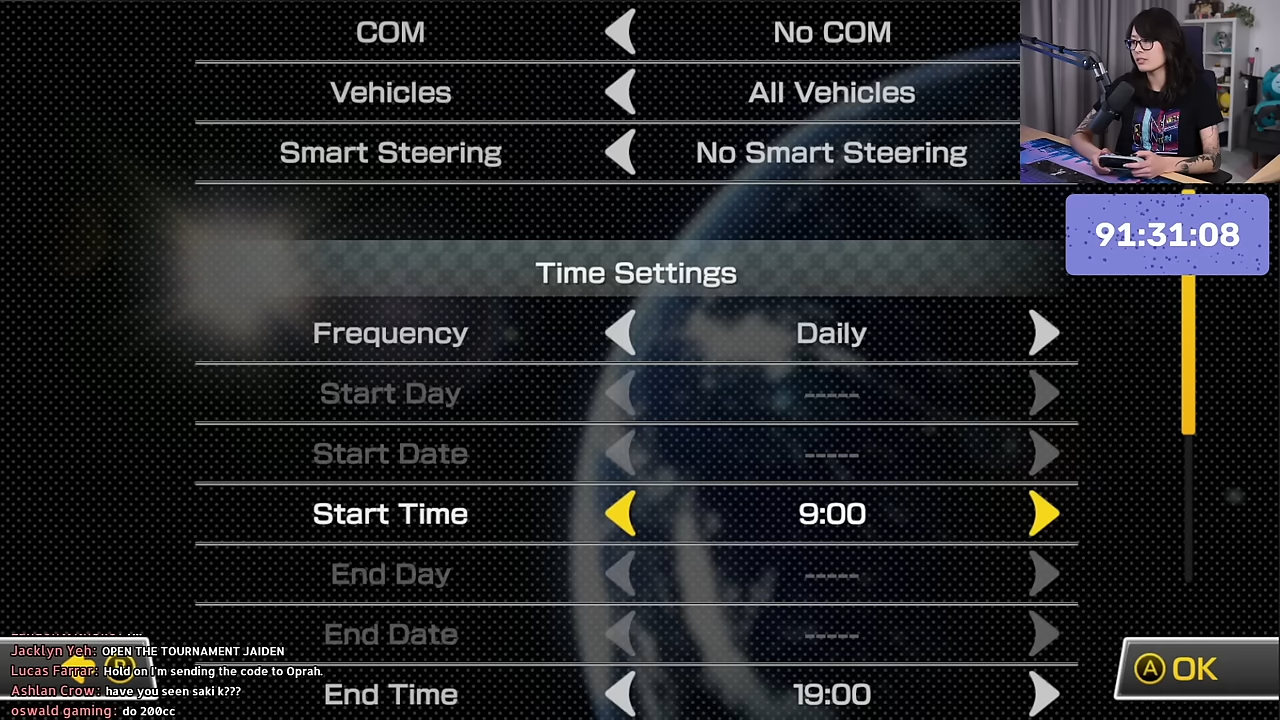 COM No COM
Vehicles All Vehicles
Smart Steering No Smart Steering
91:31:08
Time Settings
Frequency Daily
Start Day -----
Start Date -----
Start Time 9:00
End Day -----
End Date -----
End Time 19:00
Jacklyn Yeh: OPEN THE TOURNAMENT JAIDEN
Lucas Farrar: Hold on I'm sending the code to Oprah.
Ashlan Crow: have you seen saki k???
oswald gaming: do 200cc
B
A OK